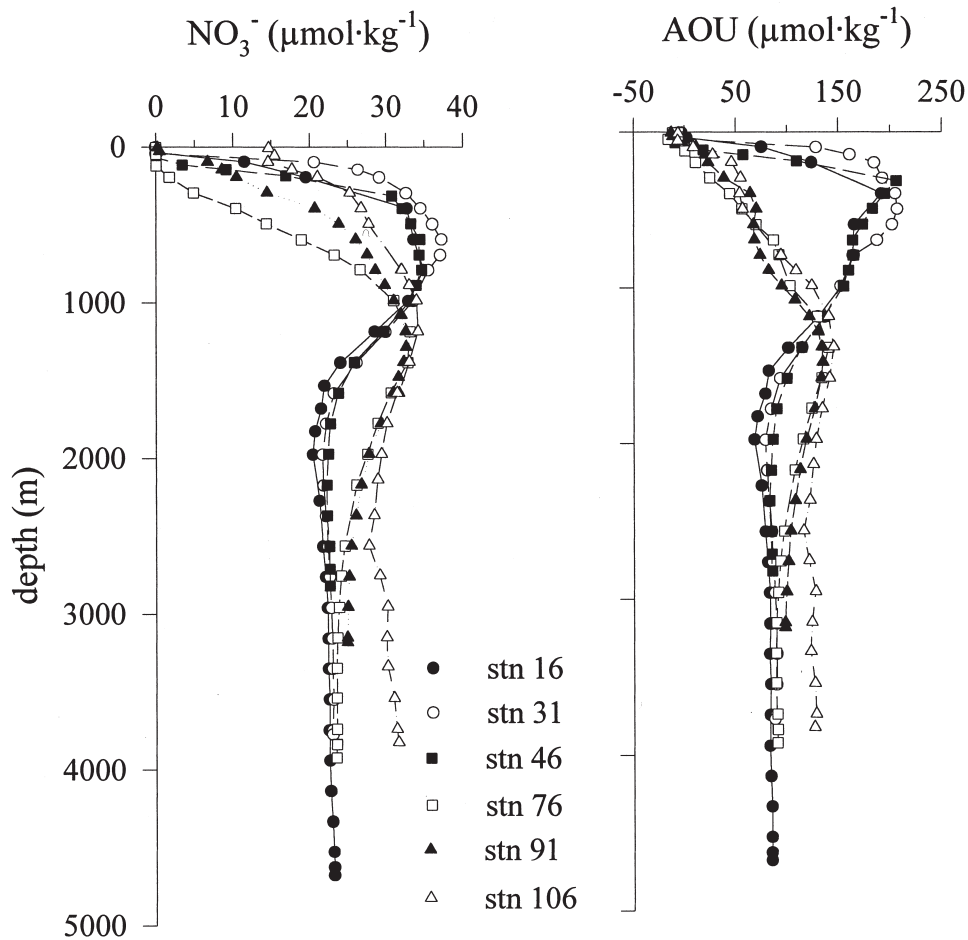 NO₃⁻ (µmol·kg⁻¹)
AOU (µmol·kg⁻¹)
0 10 20 30 40
-50 50 150 250
0
1000
2000
3000
4000
5000
depth (m)
stn 16
stn 31
stn 46
stn 76
stn 91
stn 106